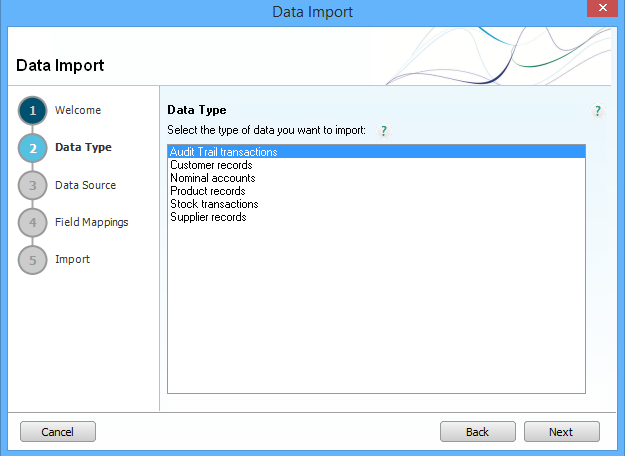 Data Import
Data Import
1 Welcome
2 Data Type
3 Data Source
4 Field Mappings
5 Import
Data Type ?
Select the type of data you want to import: ?
Audit Trail transactions
Customer records
Nominal accounts
Product records
Stock transactions
Supplier records
Cancel Back Next